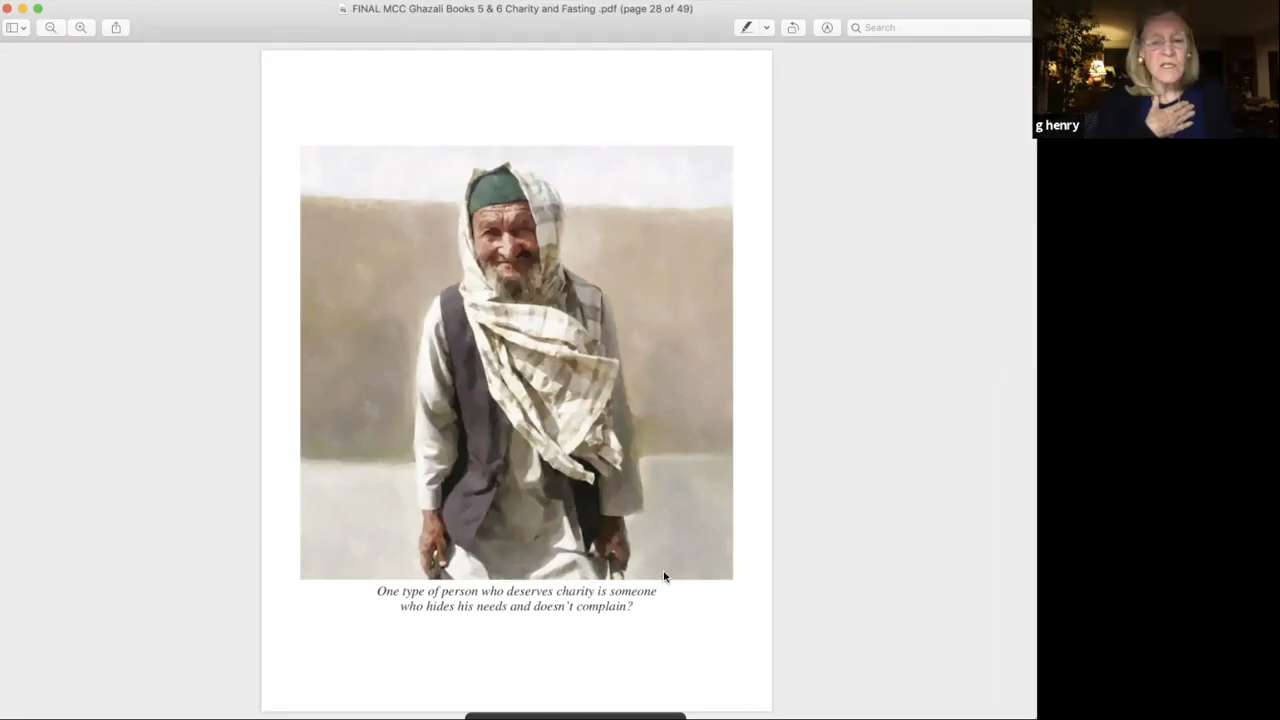 FINAL MCC Ghazali Books 5 & 6 Charity and Fasting .pdf (page 28 of 49)
Search
g henry
One type of person who deserves charity is someone
who hides his needs and doesn't complain?